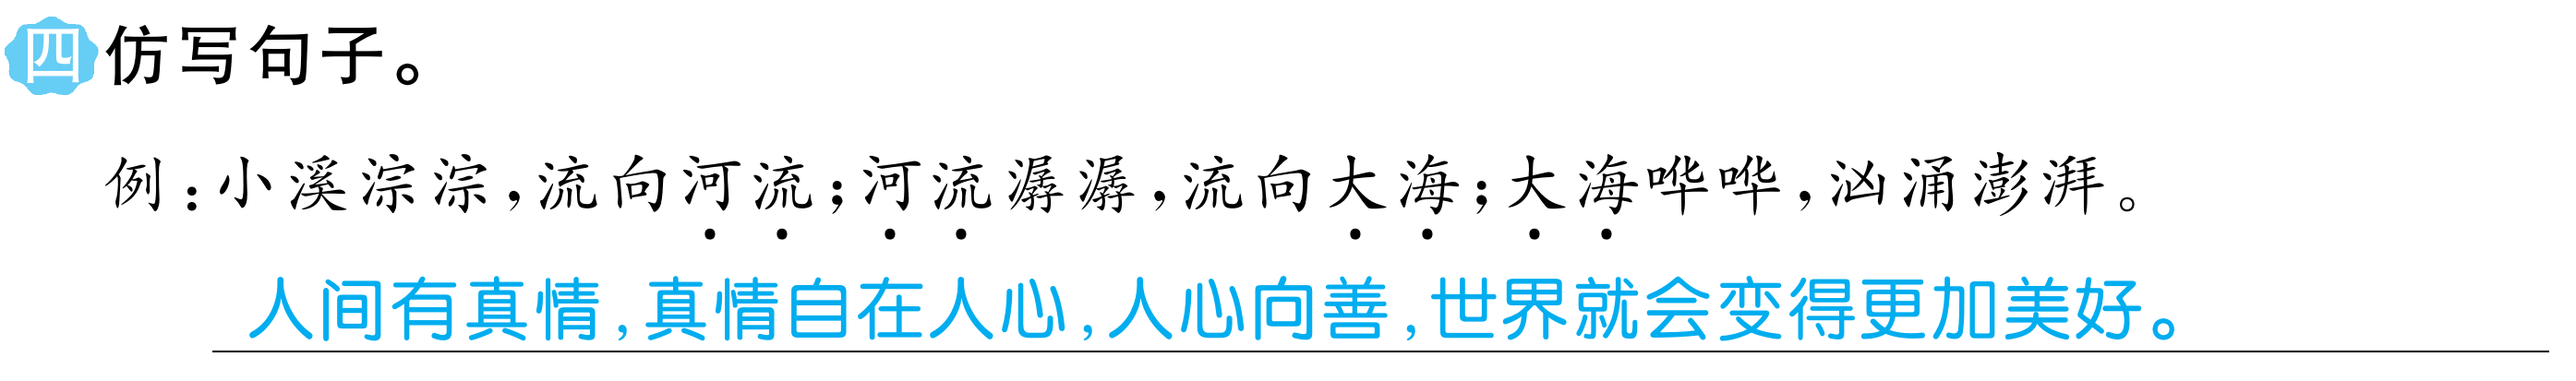 四 仿写句子。
例:小溪淙淙,流向河流;河流潺潺,流向大海;大海哗哗,汹涌澎湃。
人间有真情,真情自在人心,人心向善,世界就会变得更加美好。